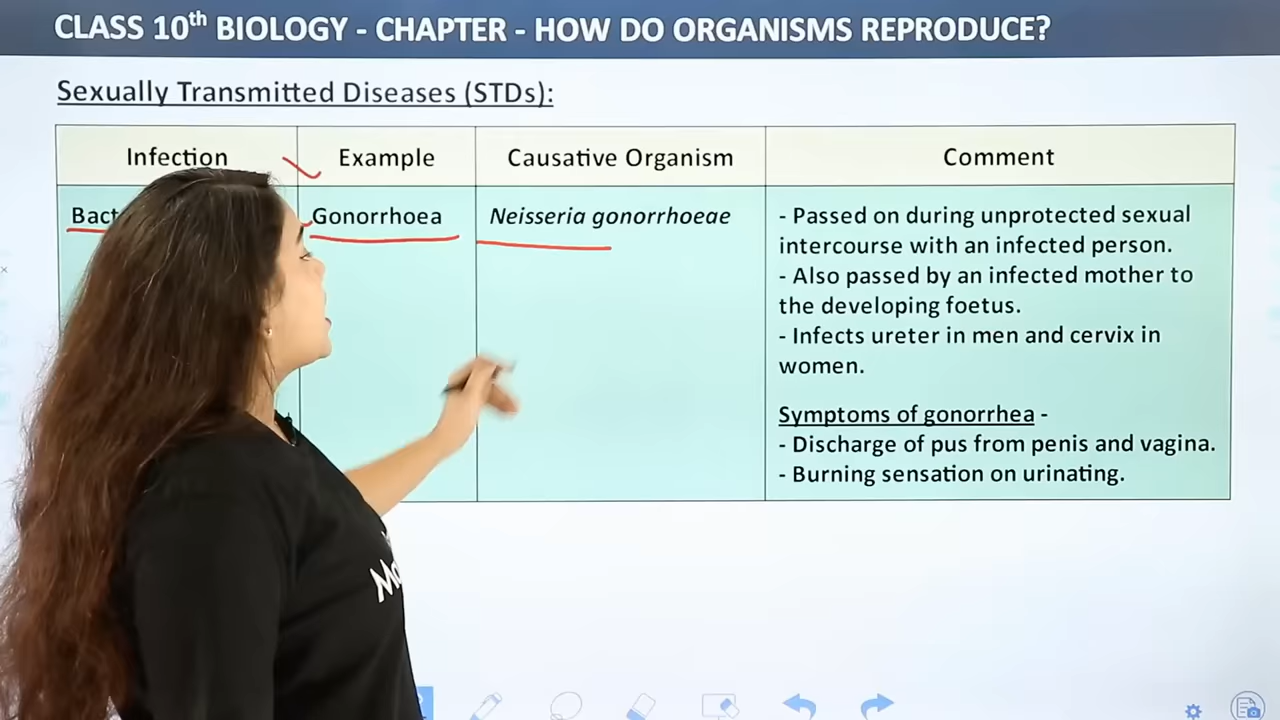 CLASS 10th BIOLOGY - CHAPTER - HOW DO ORGANISMS REPRODUCE?
Sexually Transmitted Diseases (STDs):
Infection Example Causative Organism Comment
Gonorrhoea Neisseria gonorrhoeae
- Passed on during unprotected sexual
intercourse with an infected person.
- Also passed by an infected mother to
the developing foetus.
- Infects ureter in men and cervix in
women.
Symptoms of gonorrhea -
- Discharge of pus from penis and vagina.
- Burning sensation on urinating.